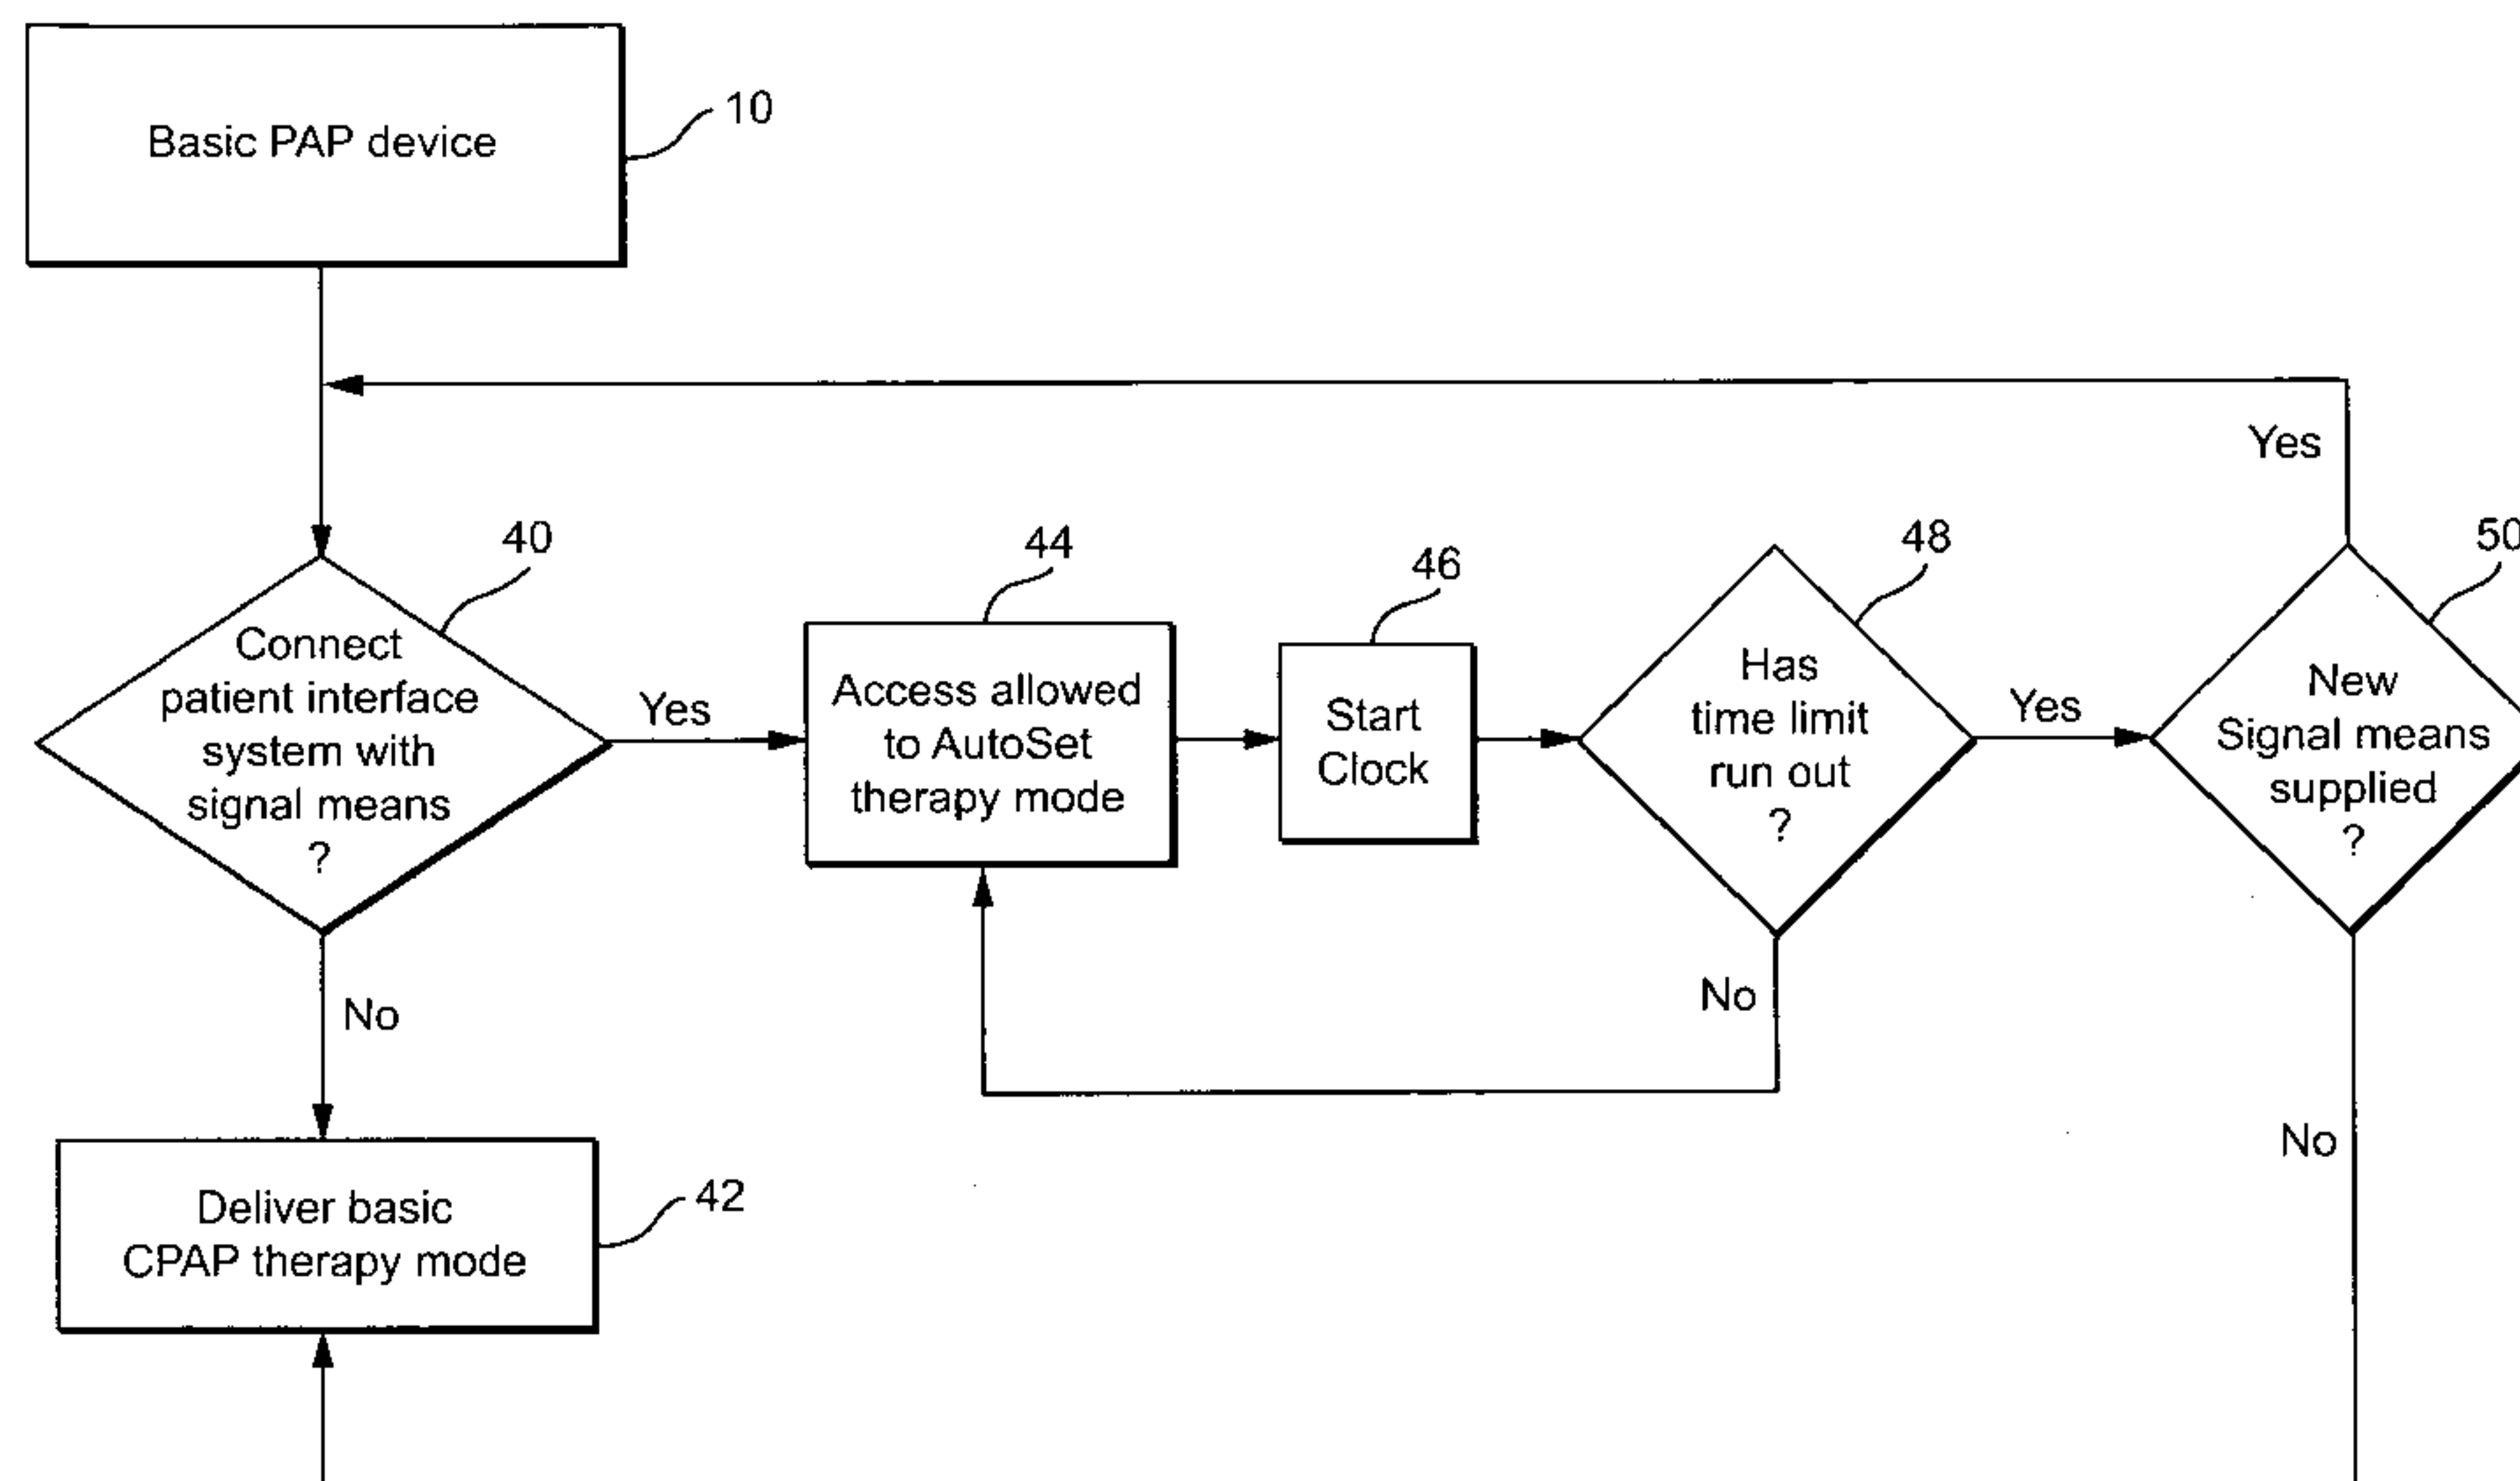 Basic PAP device
10
Yes
40
44
46
48
50
Connect
patient interface
system with
signal means
?
Yes
Access allowed
to AutoSet
therapy mode
Start
Clock
Has
time limit
run out
?
Yes
New
Signal means
supplied
?
No
No
No
Deliver basic
CPAP therapy mode
42